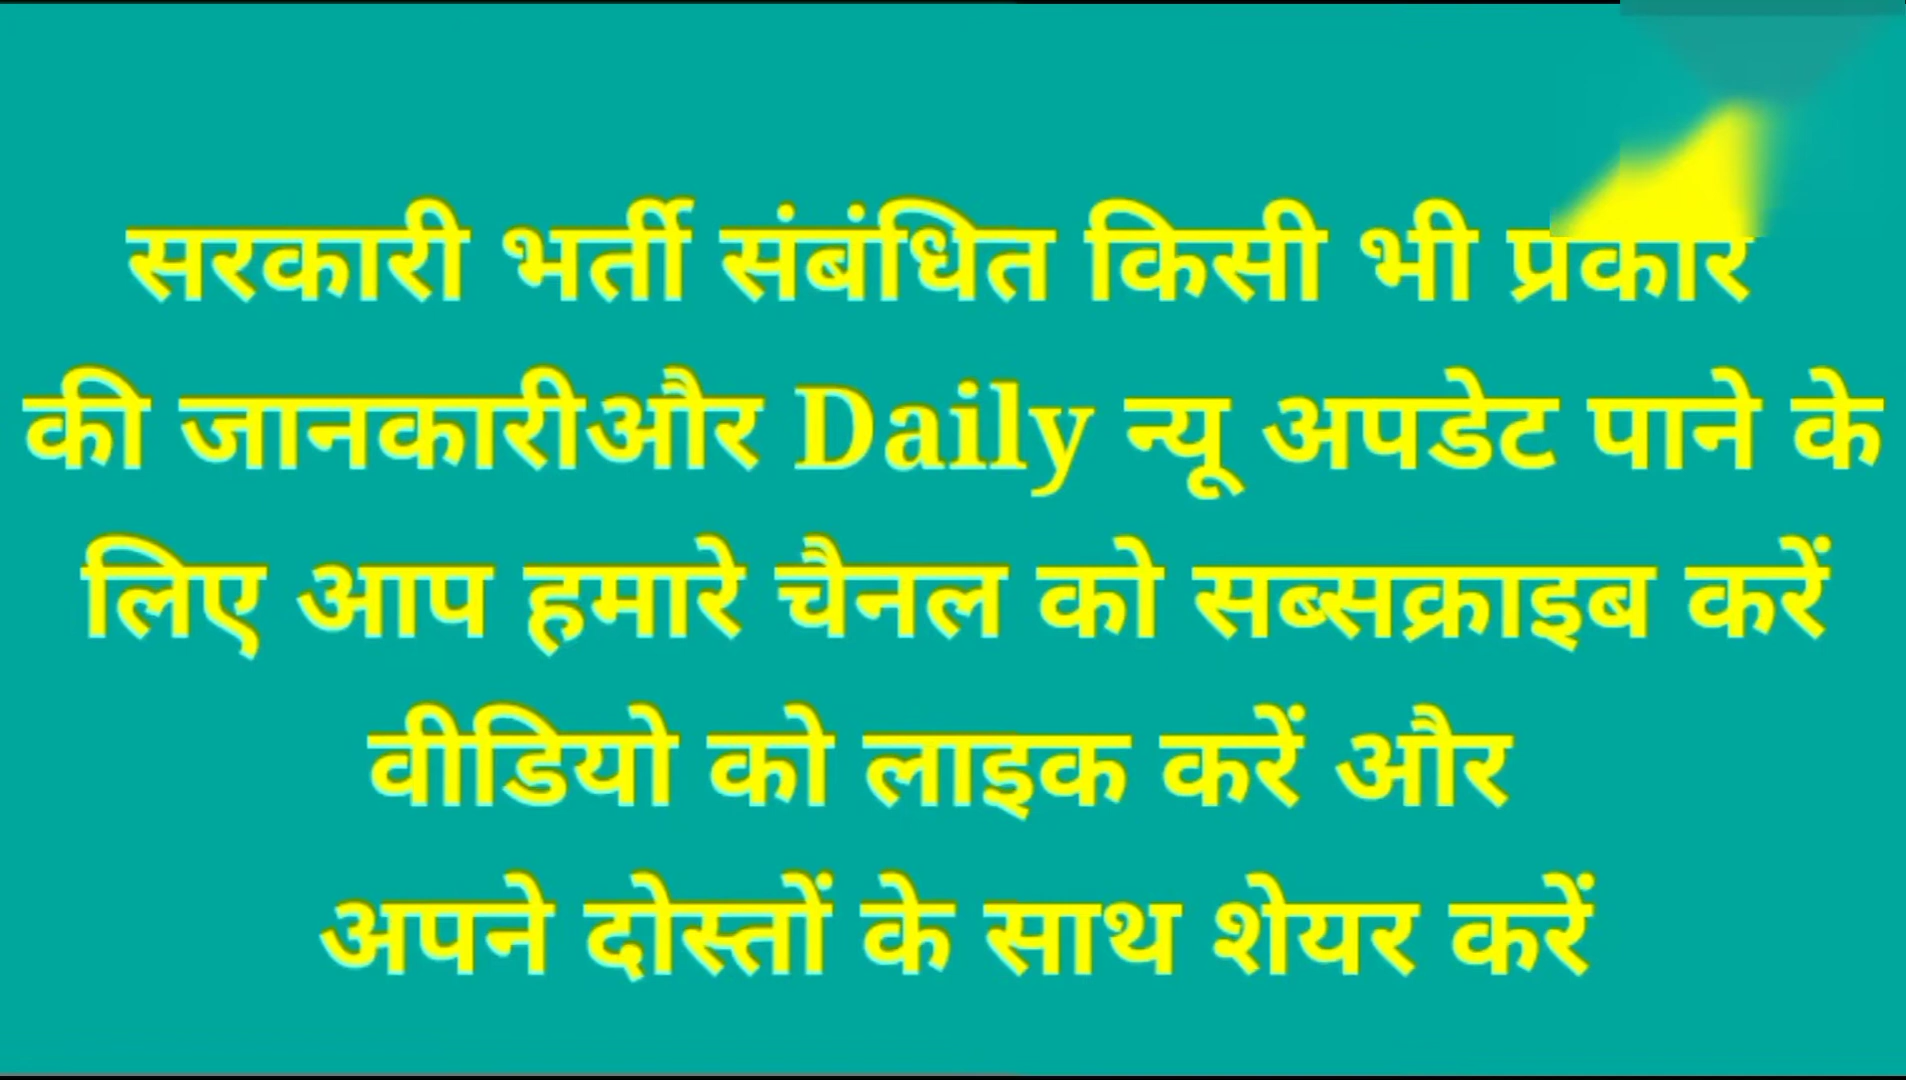 सरकारी भर्ती संबंधित किसी भी प्रकार
की जानकारीऔर Daily न्यू अपडेट पाने के
लिए आप हमारे चैनल को सब्सक्राइब करें
वीडियो को लाइक करें और
अपने दोस्तों के साथ शेयर करें